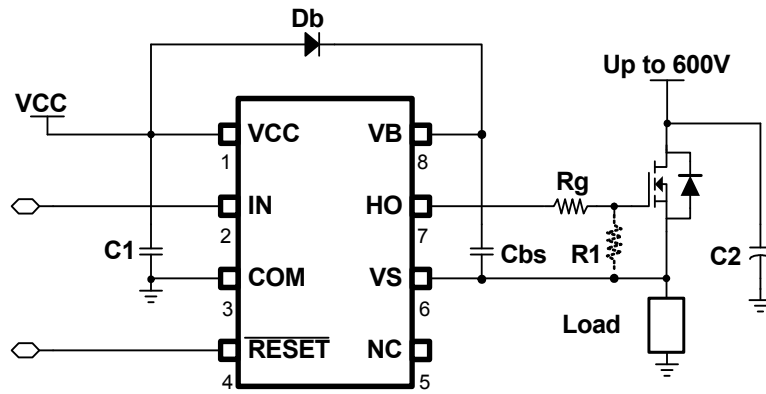 Db
Up to 600V
VCC
VCC
VB
1
8
IN
HO
Rg
2
7
C1
COM
VS
Cbs
R1
C2
3
6
Load
RESET
NC
4
5